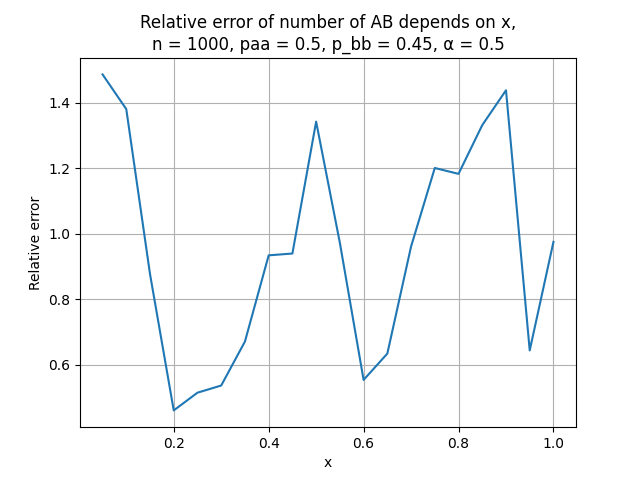 Relative error of number of AB depends on x,
n = 1000, paa = 0.5, p_bb = 0.45, α = 0.5
Relative error
1.4
1.2
1.0
0.8
0.6
0.2 0.4 0.6 0.8 1.0
x